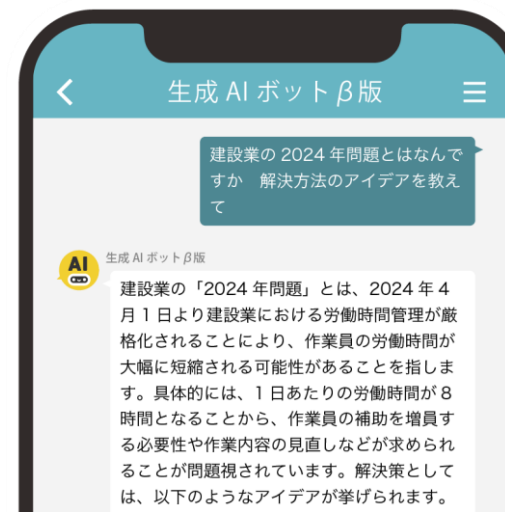 生成 AI ボットβ版
建設業の 2024 年問題とはなんで
すか　解決方法のアイデアを教え
て
AI
生成 AI ボットβ版
建設業の「2024 年問題」とは、2024 年 4
月 1 日より建設業における労働時間管理が厳
格化されることにより、作業員の労働時間が
大幅に短縮される可能性があることを指しま
す。具体的には、1 日あたりの労働時間が 8
時間となることから、作業員の補助を増員す
る必要性や作業内容の見直しなどが求められ
ることが問題視されています。解決策として
は、以下のようなアイデアが挙げられます。